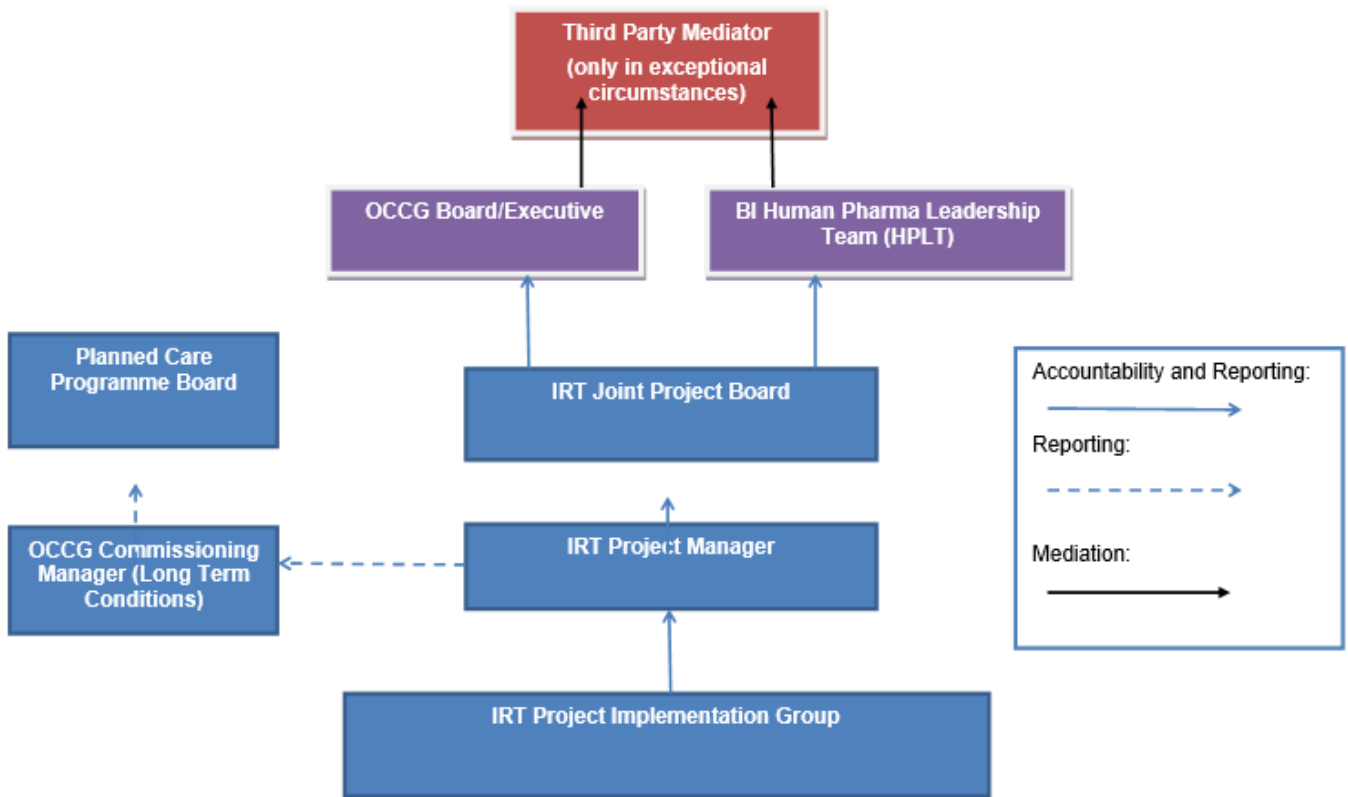 Third Party Mediator
(only in exceptional
circumstances)
OCCG Board/Executive
BI Human Pharma Leadership
Team (HPLT)
Planned Care
Programme Board
IRT Joint Project Board
Accountability and Reporting:
Reporting:
Mediation:
OCCG Commissioning
Manager (Long Term
Conditions)
IRT Project Manager
IRT Project Implementation Group